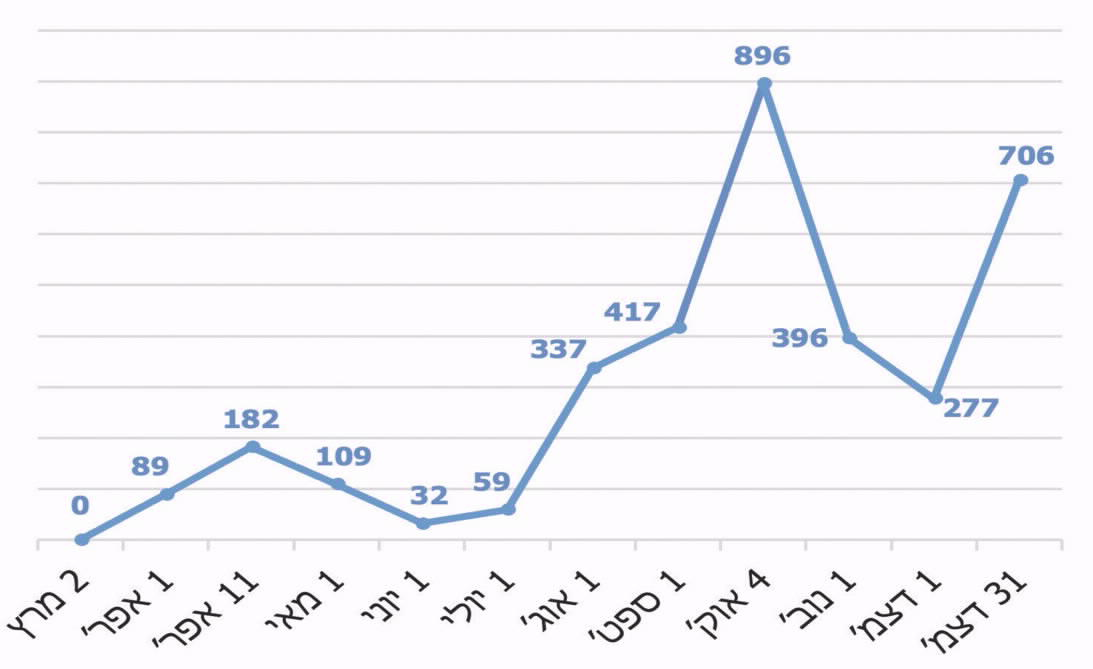 896
706
417
396
337
277
182
109
89
59
32
0
2 מרץ
1 אפר'
11 אפר'
1 מאי
1 יוני
1 יולי
1 אוג'
1 ספט'
4 אוק'
1 נוב'
1 דצמ'
31 דצמ'